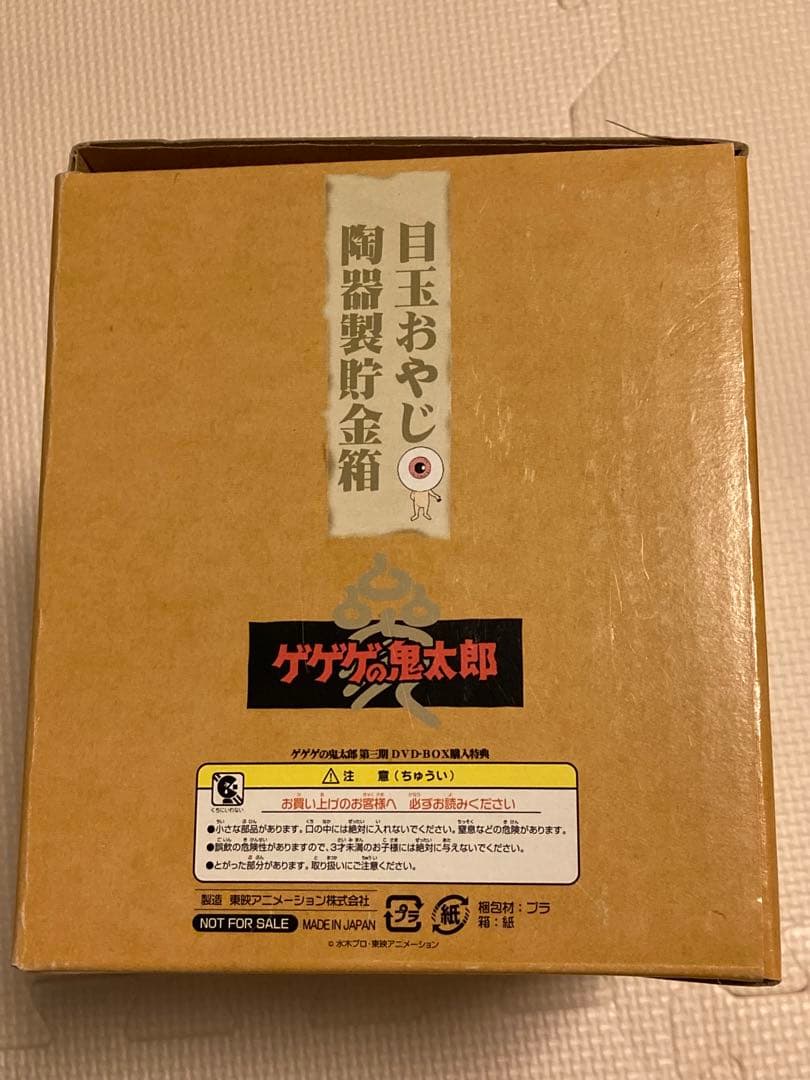 目玉おやじ
陶器製貯金箱
ゲゲゲの鬼太郎
ゲゲゲの鬼太郎 第三期 DVD-BOX購入特典
注 意(ちゅうい)
くちにいれない
お買い上げのお客様へ 必ずお読みください
●小さな部品があります。口の中には絶対に入れないでください。窒息などの危険があります。
●誤飲の危険性がありますので、3才未満のお子様には絶対に与えないでください。
●とがった部分があります。取り扱いにご注意ください。
製造 東映アニメーション株式会社
NOT FOR SALE MADE IN JAPAN
プラ
紙
梱包材:プラ
箱:紙
© 水木プロ・東映アニメーション